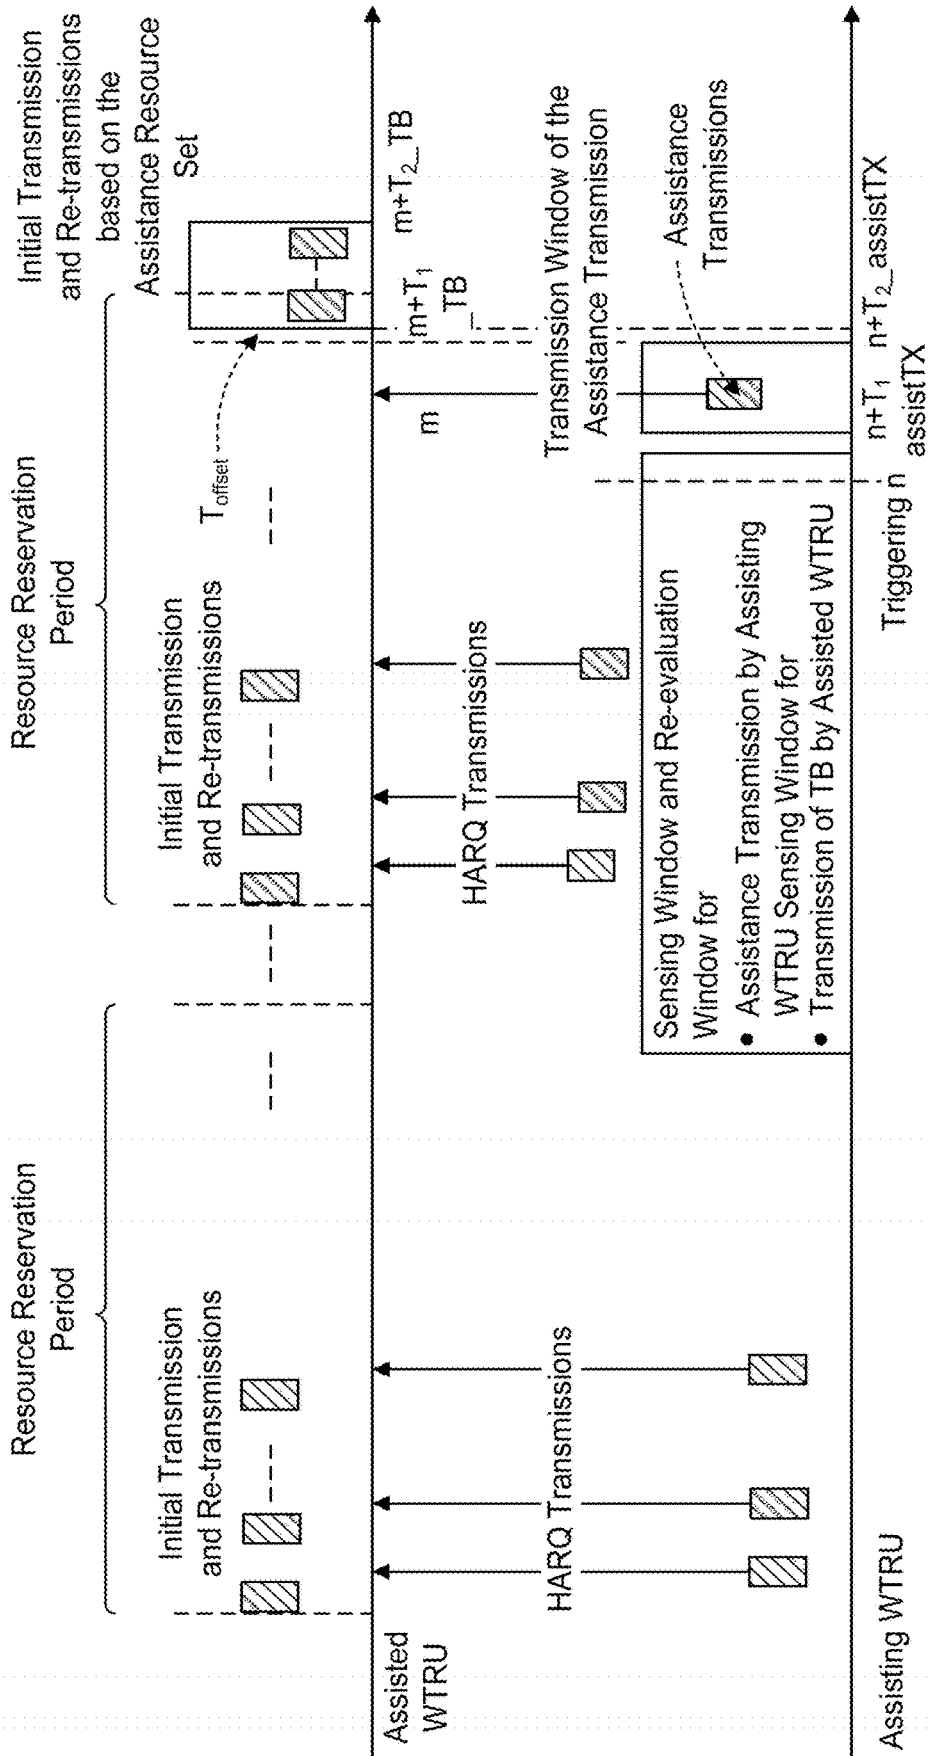 Resource Reservation
Period
Resource Reservation
Period
Initial Transmission
and Re-transmissions
based on the
Assistance Resource
Set
Initial Transmission
and Re-transmissions
Initial Transmission
and Re-transmissions
Toffset
Assisted
WTRU
m
m+T1
_TB
m+T2_TB
HARQ Transmissions
HARQ Transmissions
Transmission Window of the
Assistance Transmission
Assistance
Transmissions
Sensing Window and Re-evaluation
Window for
• Assistance Transmission by Assisting
WTRU Sensing Window for
• Transmission of TB by Assisted WTRU
Assisting WTRU
Triggering n
n+T1
assistTX
n+T2_assistTX